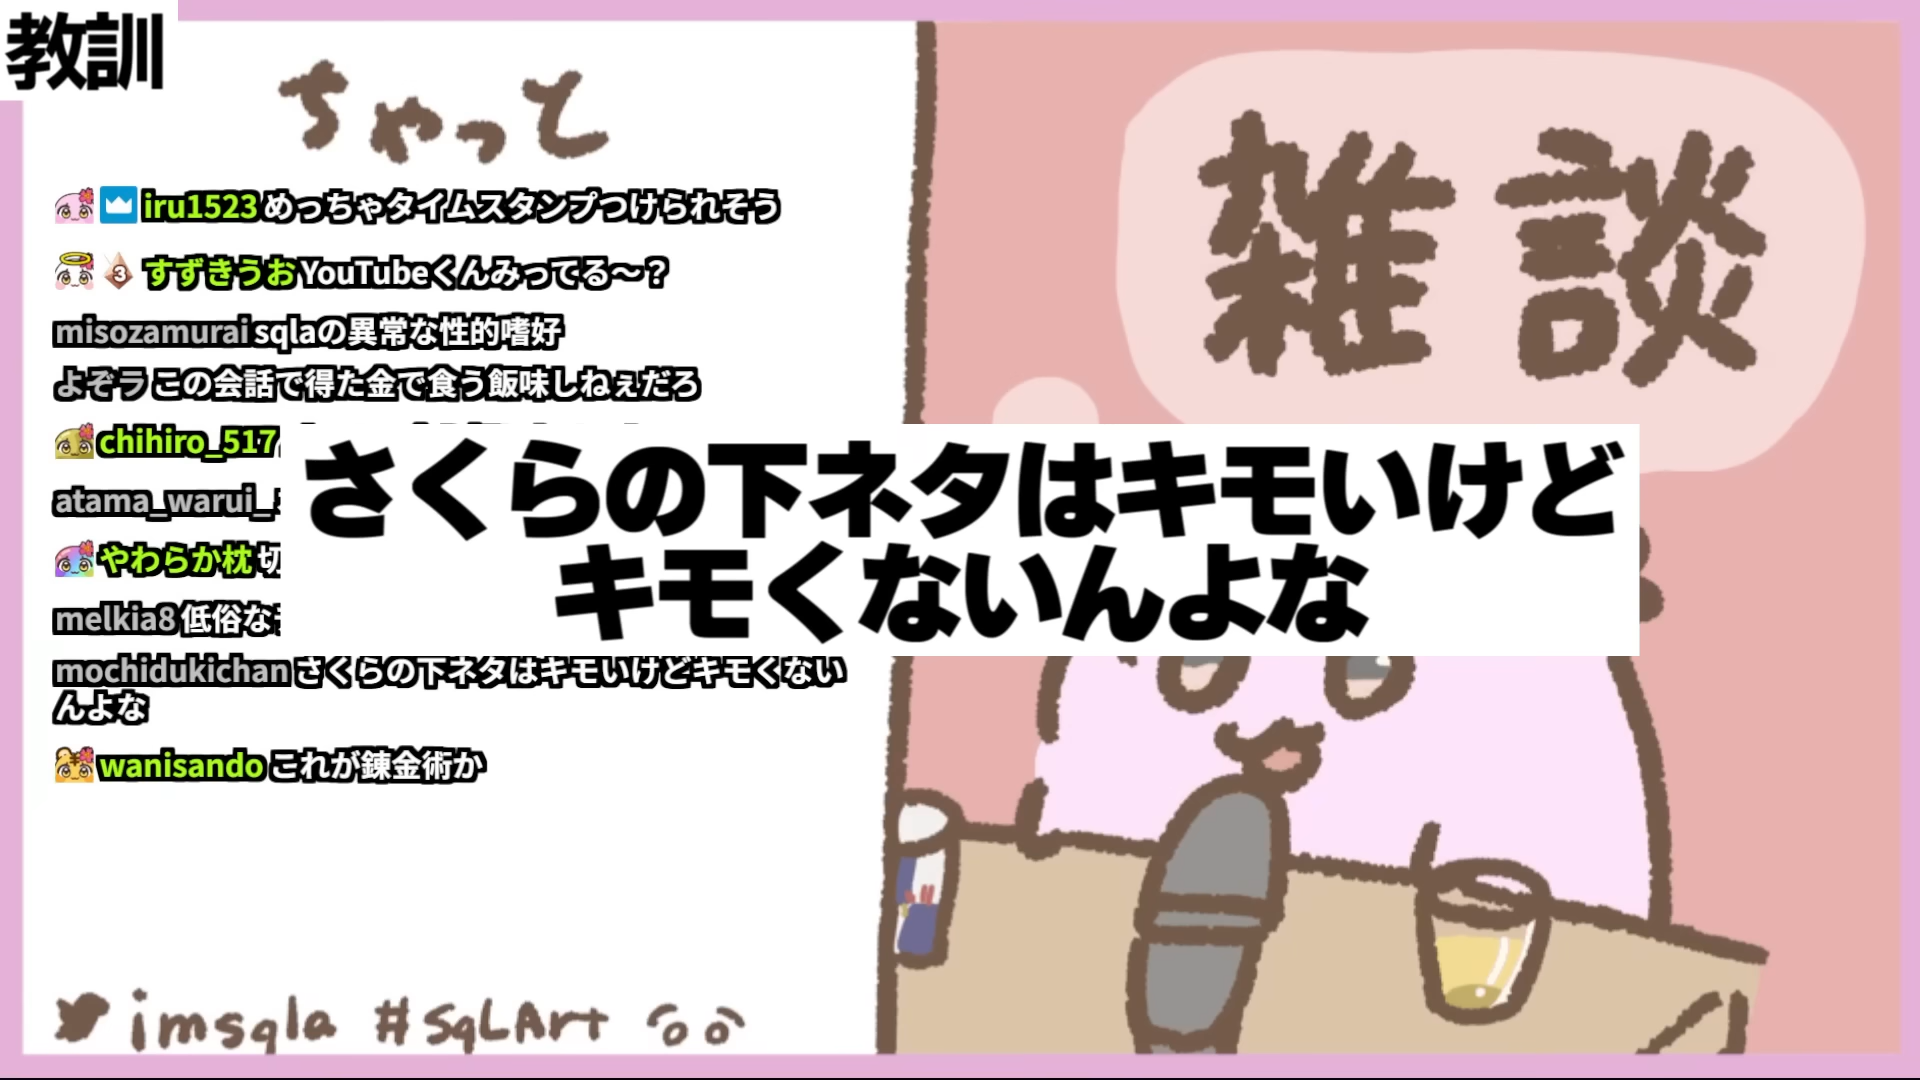 教訓
ちゃっと
iru1523 めっちゃタイムスタンプつけられそう
3 すずきうお YouTubeくんみってる～？
misozamurai sqlaの異常な性的嗜好
よぞラ この会話で得た金で食う飯味しねぇだろ
chihiro_517
atama_warui_
やわらか枕 切
melkia8 低俗な
mochidukichan さくらの下ネタはキモいけどキモくない
んよな
wanisando これが錬金術か
imsqla #sqLArt
雑談
さくらの下ネタはキモいけど
キモくないんよな